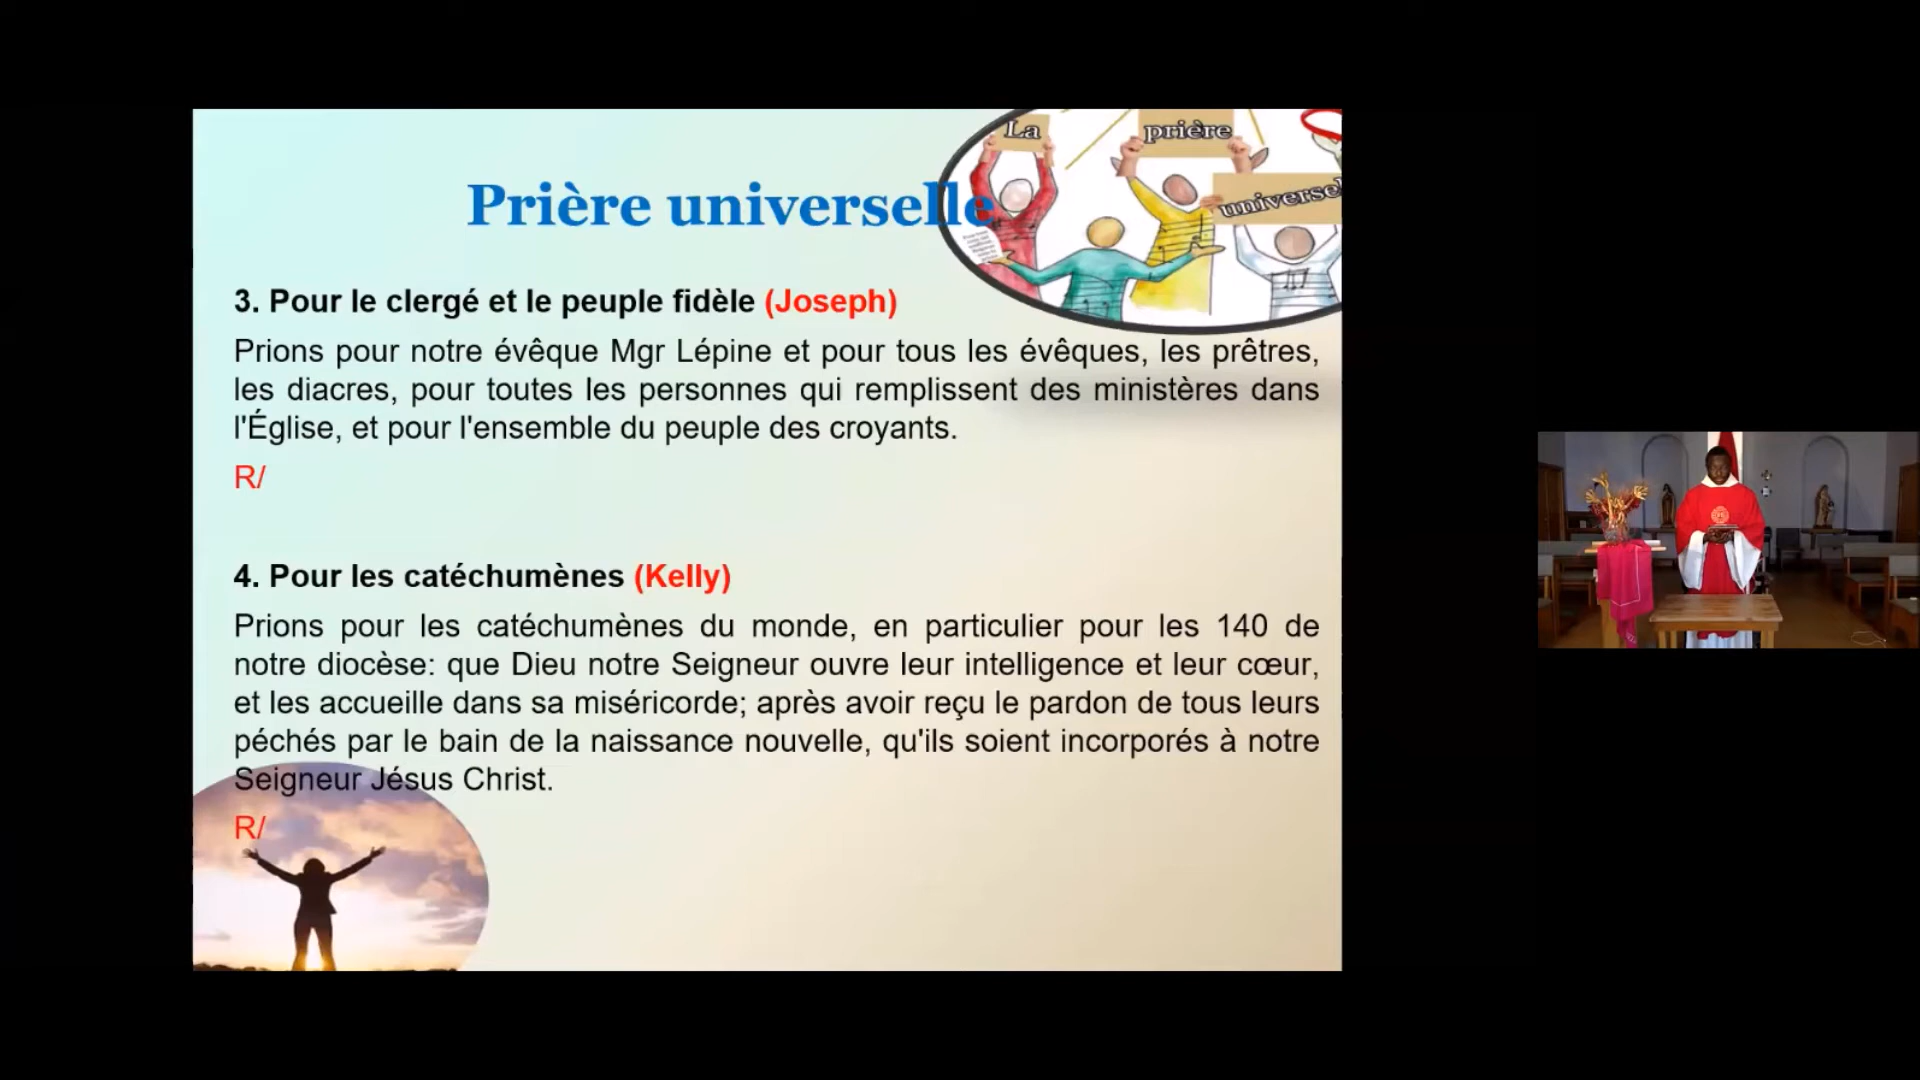 La
prière
universel
Prière universelle
3. Pour le clergé et le peuple fidèle (Joseph)
Prions pour notre évêque Mgr Lépine et pour tous les évêques, les prêtres,
les diacres, pour toutes les personnes qui remplissent des ministères dans
l'Église, et pour l'ensemble du peuple des croyants.
R/
4. Pour les catéchumènes (Kelly)
Prions pour les catéchumènes du monde, en particulier pour les 140 de
notre diocèse: que Dieu notre Seigneur ouvre leur intelligence et leur cœur,
et les accueille dans sa miséricorde; après avoir reçu le pardon de tous leurs
péchés par le bain de la naissance nouvelle, qu'ils soient incorporés à notre
Seigneur Jésus Christ.
R/